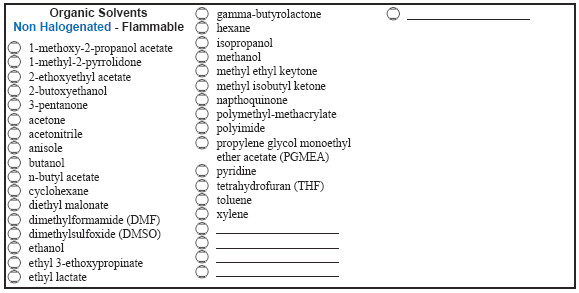 Organic Solvents
Non Halogenated - Flammable
1-methoxy-2-propanol acetate
1-methyl-2-pyrrolidone
2-ethoxyethyl acetate
2-butoxyethanol
3-pentanone
acetone
acetonitrile
anisole
butanol
n-butyl acetate
cyclohexane
diethyl malonate
dimethylformamide (DMF)
dimethylsulfoxide (DMSO)
ethanol
ethyl 3-ethoxypropinate
ethyl lactate
gamma-butyrolactone
hexane
isopropanol
methanol
methyl ethyl keytone
methyl isobutyl ketone
napthoquinone
polymethyl-methacrylate
polyimide
propylene glycol monoethyl
ether acetate (PGMEA)
pyridine
tetrahydrofuran (THF)
toluene
xylene